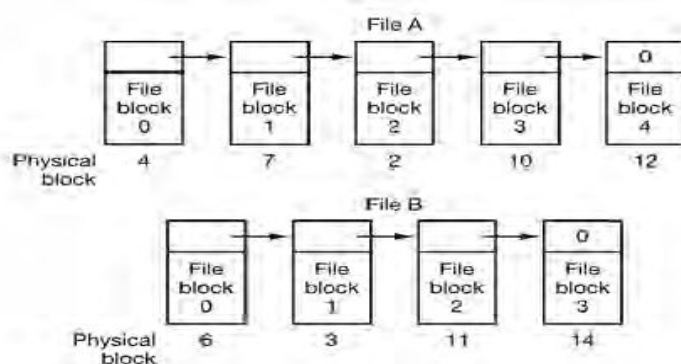 File A
0
File block 0
File block 1
File block 2
File block 3
File block 4
Physical block
4 7 2 10 12
File B
0
File block 0
File block 1
File block 2
File block 3
Physical block
6 3 11 14